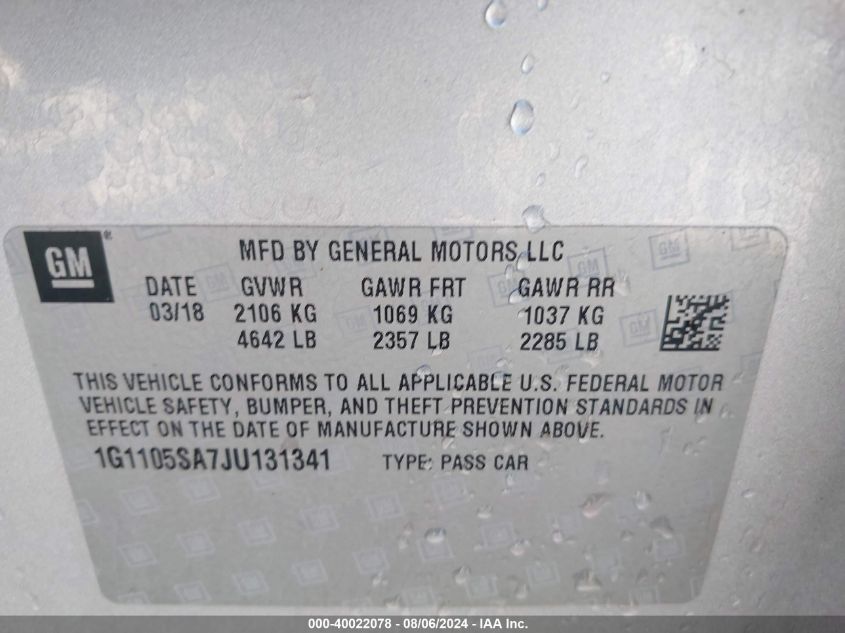 GM ®
MFD BY GENERAL MOTORS LLC
DATE GVWR GAWR FRT GAWR RR
03/18 2106 KG 1069 KG 1037 KG
4642 LB 2357 LB 2285 LB
THIS VEHICLE CONFORMS TO ALL APPLICABLE U.S. FEDERAL MOTOR
VEHICLE SAFETY, BUMPER, AND THEFT PREVENTION STANDARDS IN
EFFECT ON THE DATE OF MANUFACTURE SHOWN ABOVE.
1G1105SA7JU131341 TYPE: PASS CAR
000-40022078 - 08/06/2024 - IAA Inc.